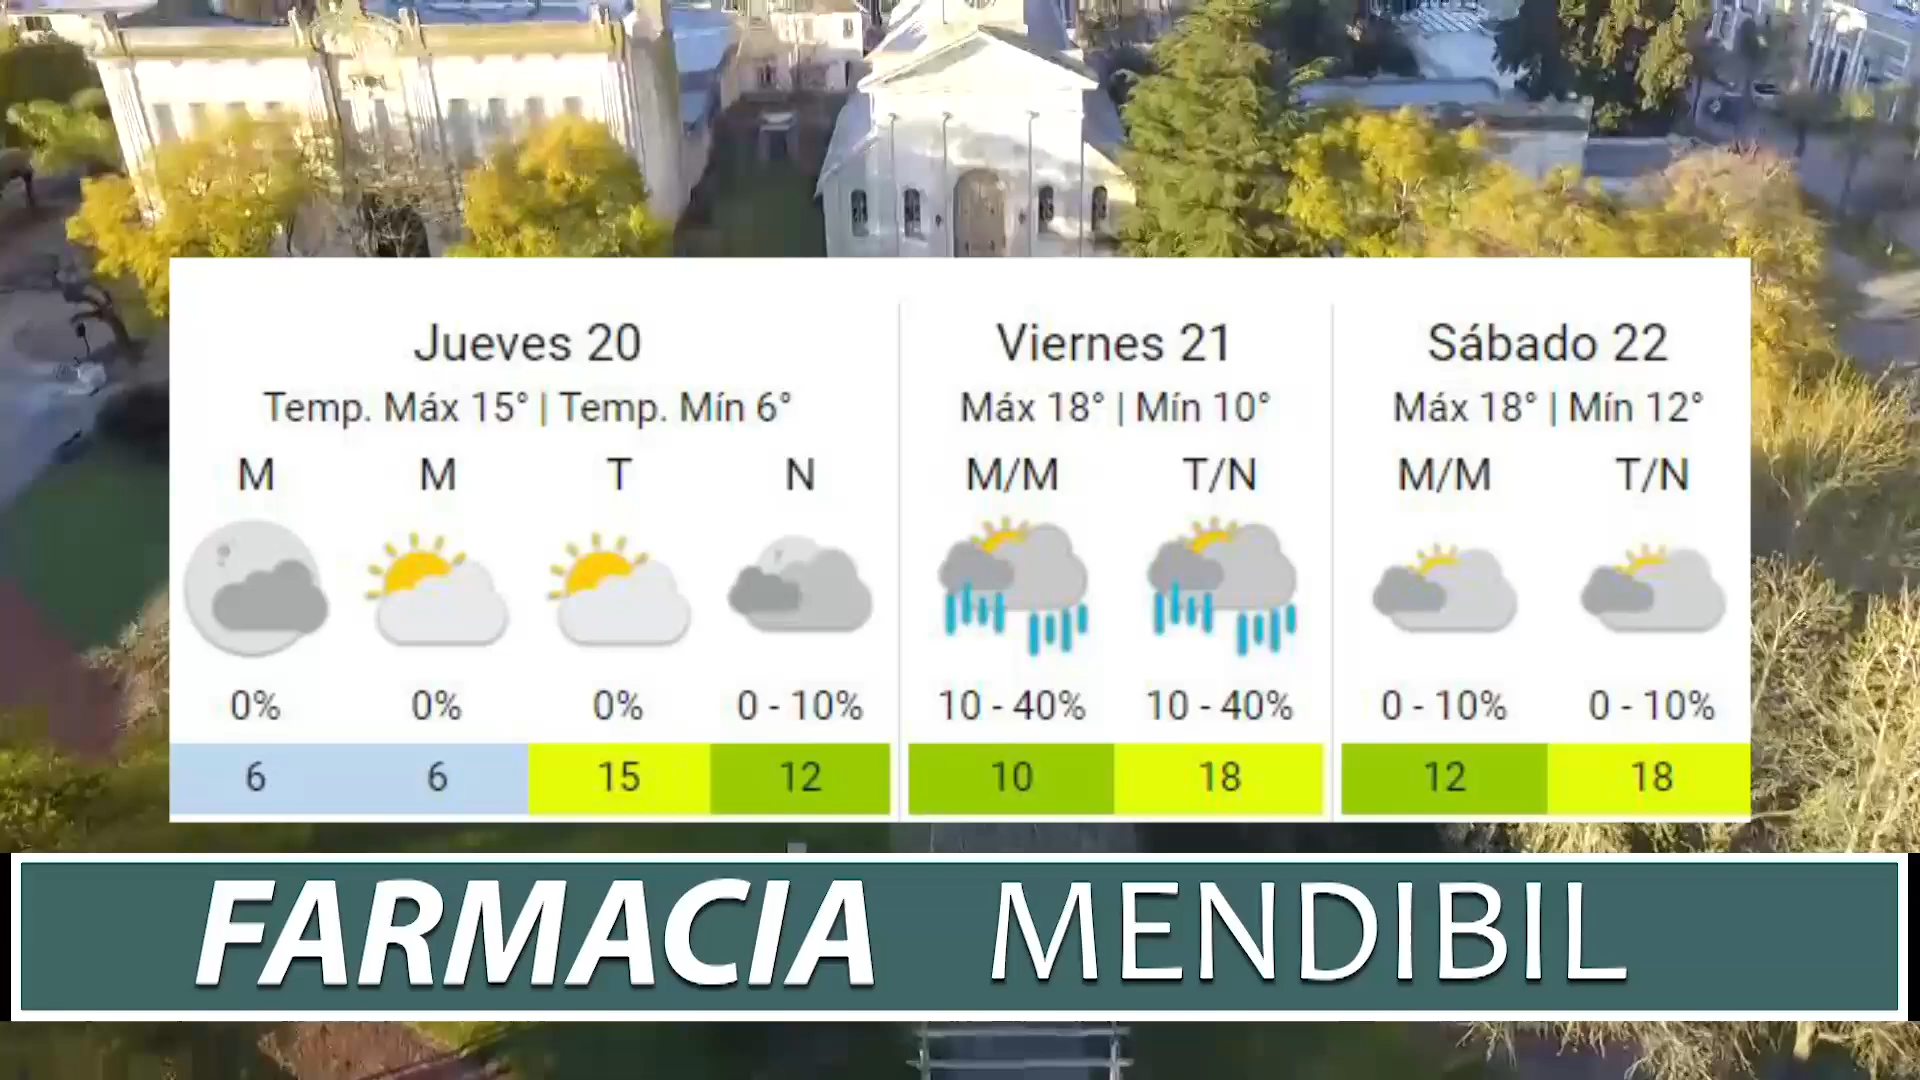 Jueves 20
Temp. Máx 15° | Temp. Mín 6°
M M T N
0% 0% 0% 0 - 10%
6 6 15 12
Viernes 21
Máx 18° | Mín 10°
M/M T/N
10 - 40% 10 - 40%
10 18
Sábado 22
Máx 18° | Mín 12°
M/M T/N
0 - 10% 0 - 10%
12 18
FARMACIA MENDIBIL